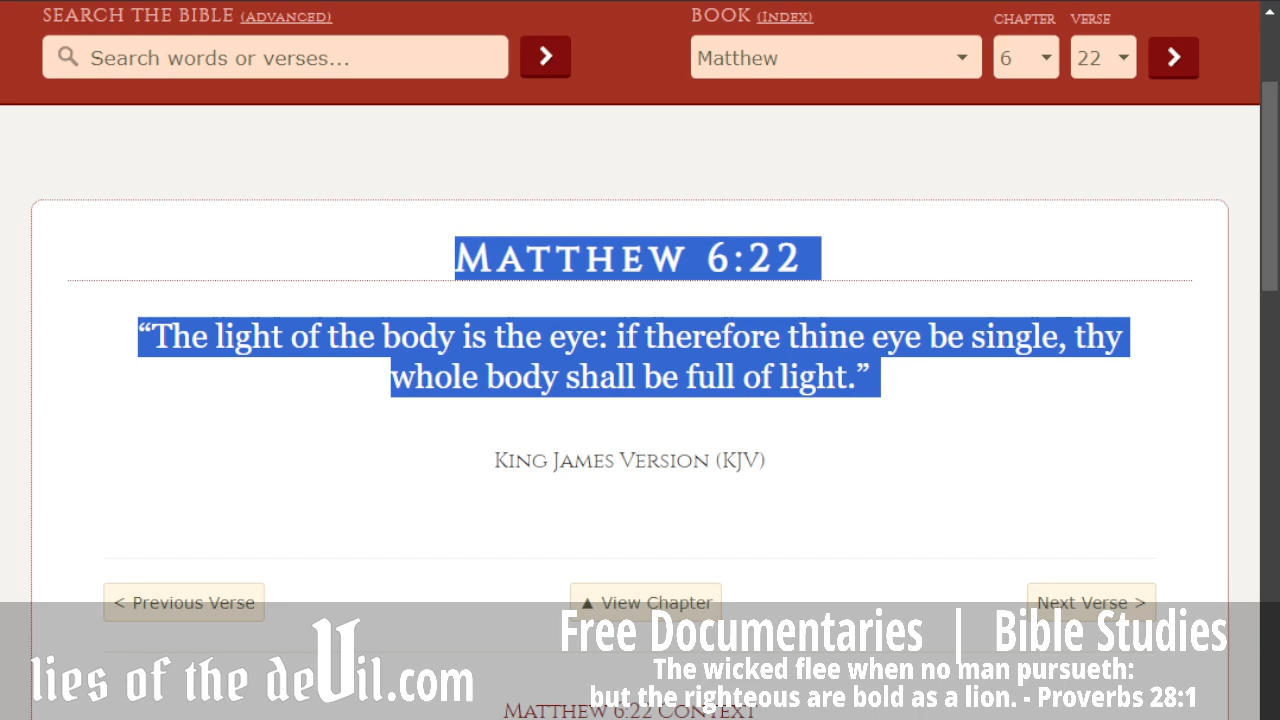 SEARCH THE BIBLE (ADVANCED)
BOOK (INDEX)
CHAPTER VERSE
Search words or verses...
Matthew
6
22
MATTHEW 6:22
“The light of the body is the eye: if therefore thine eye be single, thy
whole body shall be full of light.”
KING JAMES VERSION (KJV)
< Previous Verse
▲ View Chapter
Next Verse >
lies of the deVil.com
Free Documentaries | Bible Studies
The wicked flee when no man pursueth:
but the righteous are bold as a lion. - Proverbs 28:1
MATTHEW 6:22 CONTEXT